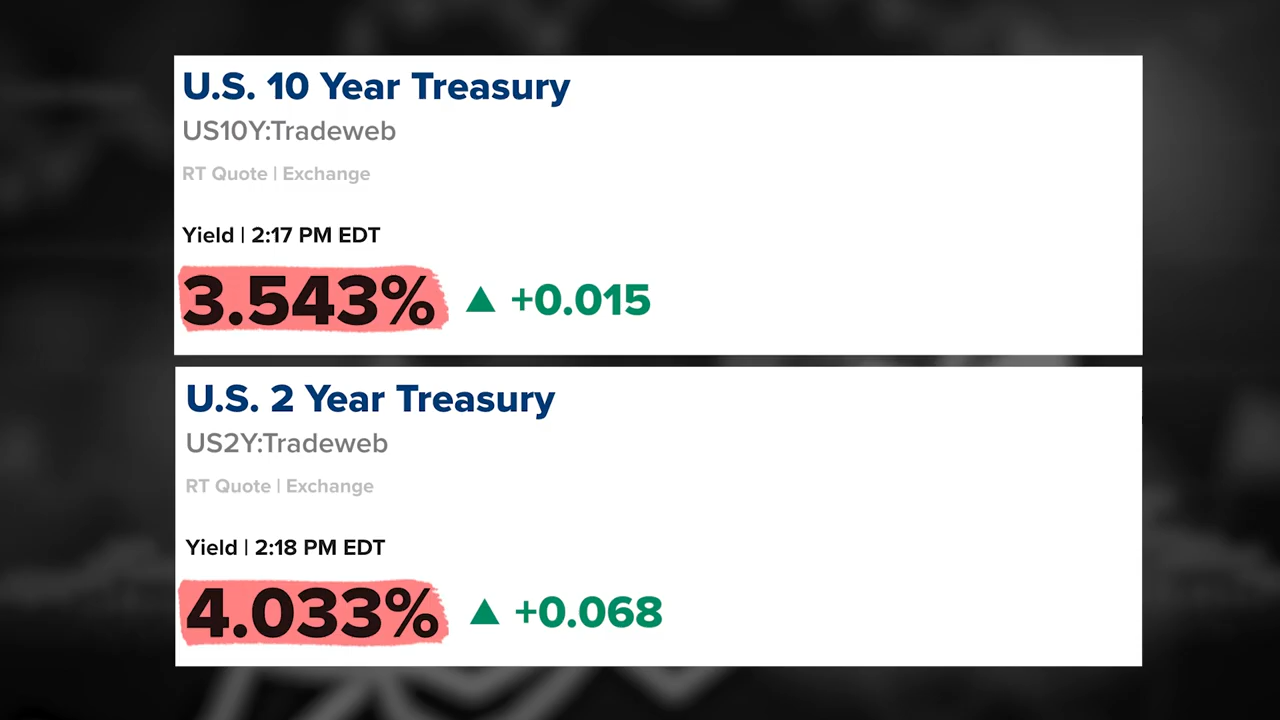 U.S. 10 Year Treasury
US10Y:Tradeweb
RT Quote | Exchange
Yield | 2:17 PM EDT
3.543% ▲ +0.015
U.S. 2 Year Treasury
US2Y:Tradeweb
RT Quote | Exchange
Yield | 2:18 PM EDT
4.033% ▲ +0.068